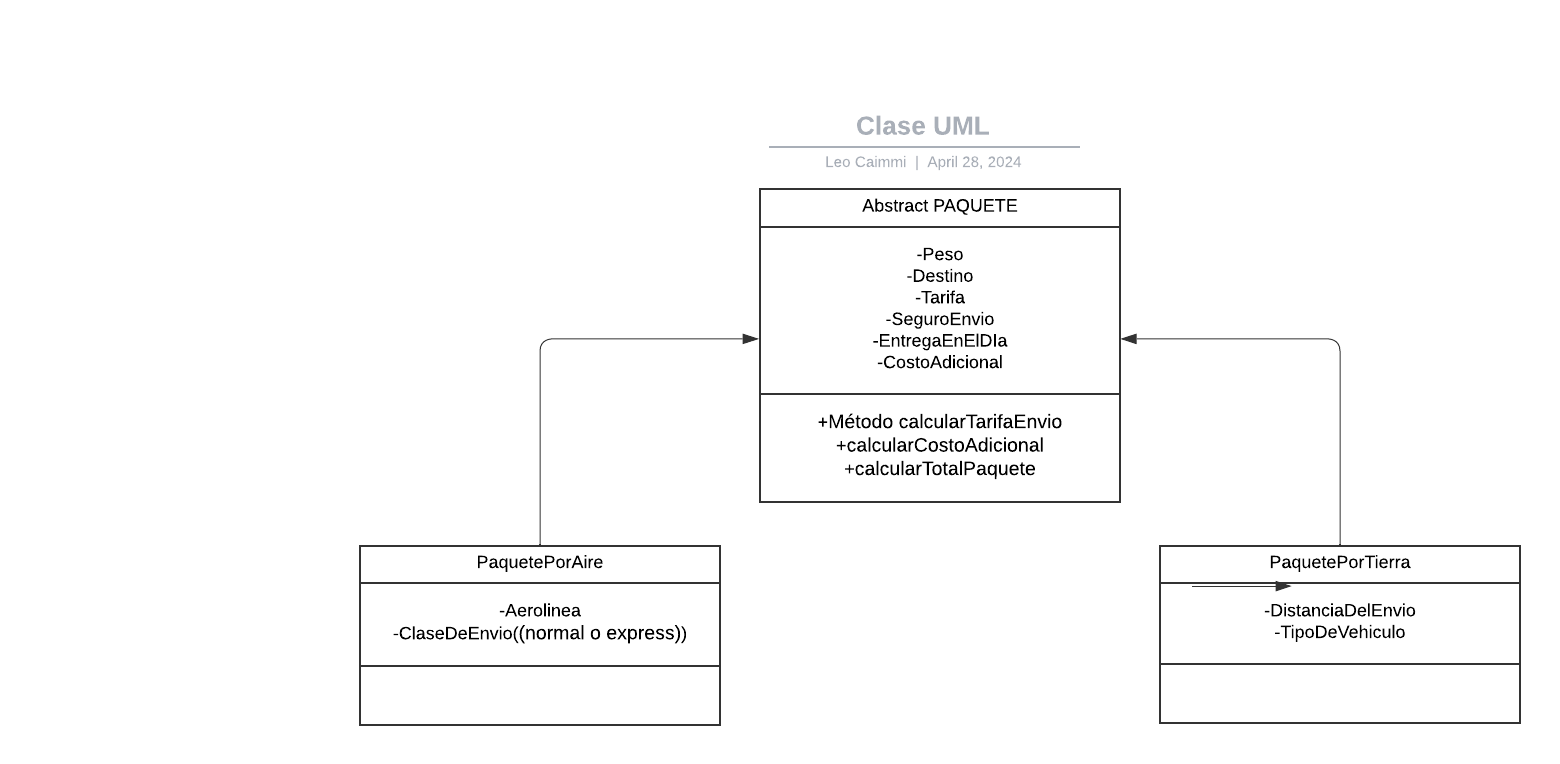 Clase UML
Leo Caimmi | April 28, 2024
Abstract PAQUETE
-Peso
-Destino
-Tarifa
-SeguroEnvio
-EntregaEnElDIa
-CostoAdicional
+Método calcularTarifaEnvio
+calcularCostoAdicional
+calcularTotalPaquete
PaquetePorAire
-Aerolinea
-ClaseDeEnvio((normal o express))
PaquetePorTierra
-DistanciaDelEnvio
-TipoDeVehiculo